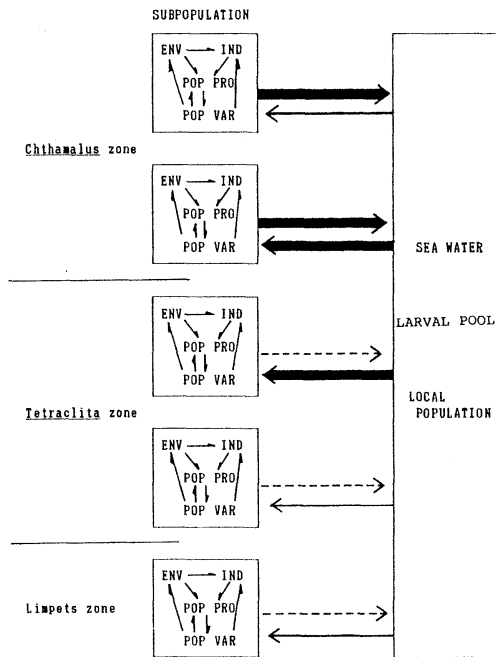 SUBPOPULATION
ENV IND
POP PRO
POP VAR
Chthamalus zone
ENV IND
POP PRO
POP VAR
SEA WATER
ENV IND
POP PRO
POP VAR
LARVAL POOL
LOCAL
POPULATION
Tetraclita zone
ENV IND
POP PRO
POP VAR
Limpets zone
ENV IND
POP PRO
POP VAR